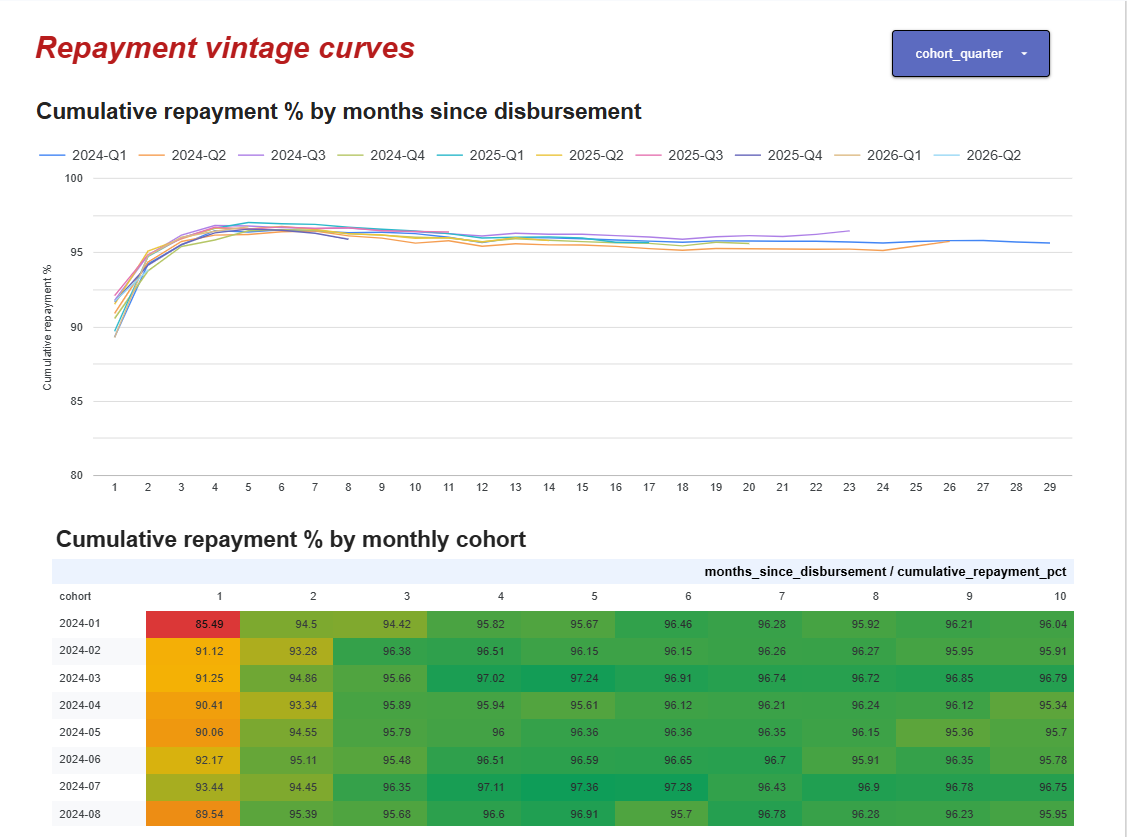 Repayment vintage curves
cohort_quarter
Cumulative repayment % by months since disbursement
2024-Q1 2024-Q2 2024-Q3 2024-Q4 2025-Q1 2025-Q2 2025-Q3 2025-Q4 2026-Q1 2026-Q2
100
95
90
85
80
Cumulative repayment %
1 2 3 4 5 6 7 8 9 10 11 12 13 14 15 16 17 18 19 20 21 22 23 24 25 26 27 28 29
Cumulative repayment % by monthly cohort
months_since_disbursement / cumulative_repayment_pct
cohort 1 2 3 4 5 6 7 8 9 10
2024-01 85.49 94.5 94.42 95.82 95.67 96.46 96.28 95.92 96.21 96.04
2024-02 91.12 93.28 96.38 96.51 96.15 96.15 96.26 96.27 95.95 95.91
2024-03 91.25 94.86 95.66 97.02 97.24 96.91 96.74 96.72 96.85 96.79
2024-04 90.41 93.34 95.89 95.94 95.61 96.12 96.21 96.24 96.12 95.34
2024-05 90.06 94.55 95.79 96 96.36 96.36 96.35 96.15 95.36 95.7
2024-06 92.17 95.11 95.48 96.51 96.59 96.65 96.7 95.91 96.35 95.78
2024-07 93.44 94.45 96.35 97.11 97.36 97.28 96.43 96.9 96.78 96.75
2024-08 89.54 95.39 95.68 96.6 96.91 95.7 96.78 96.28 96.23 95.95